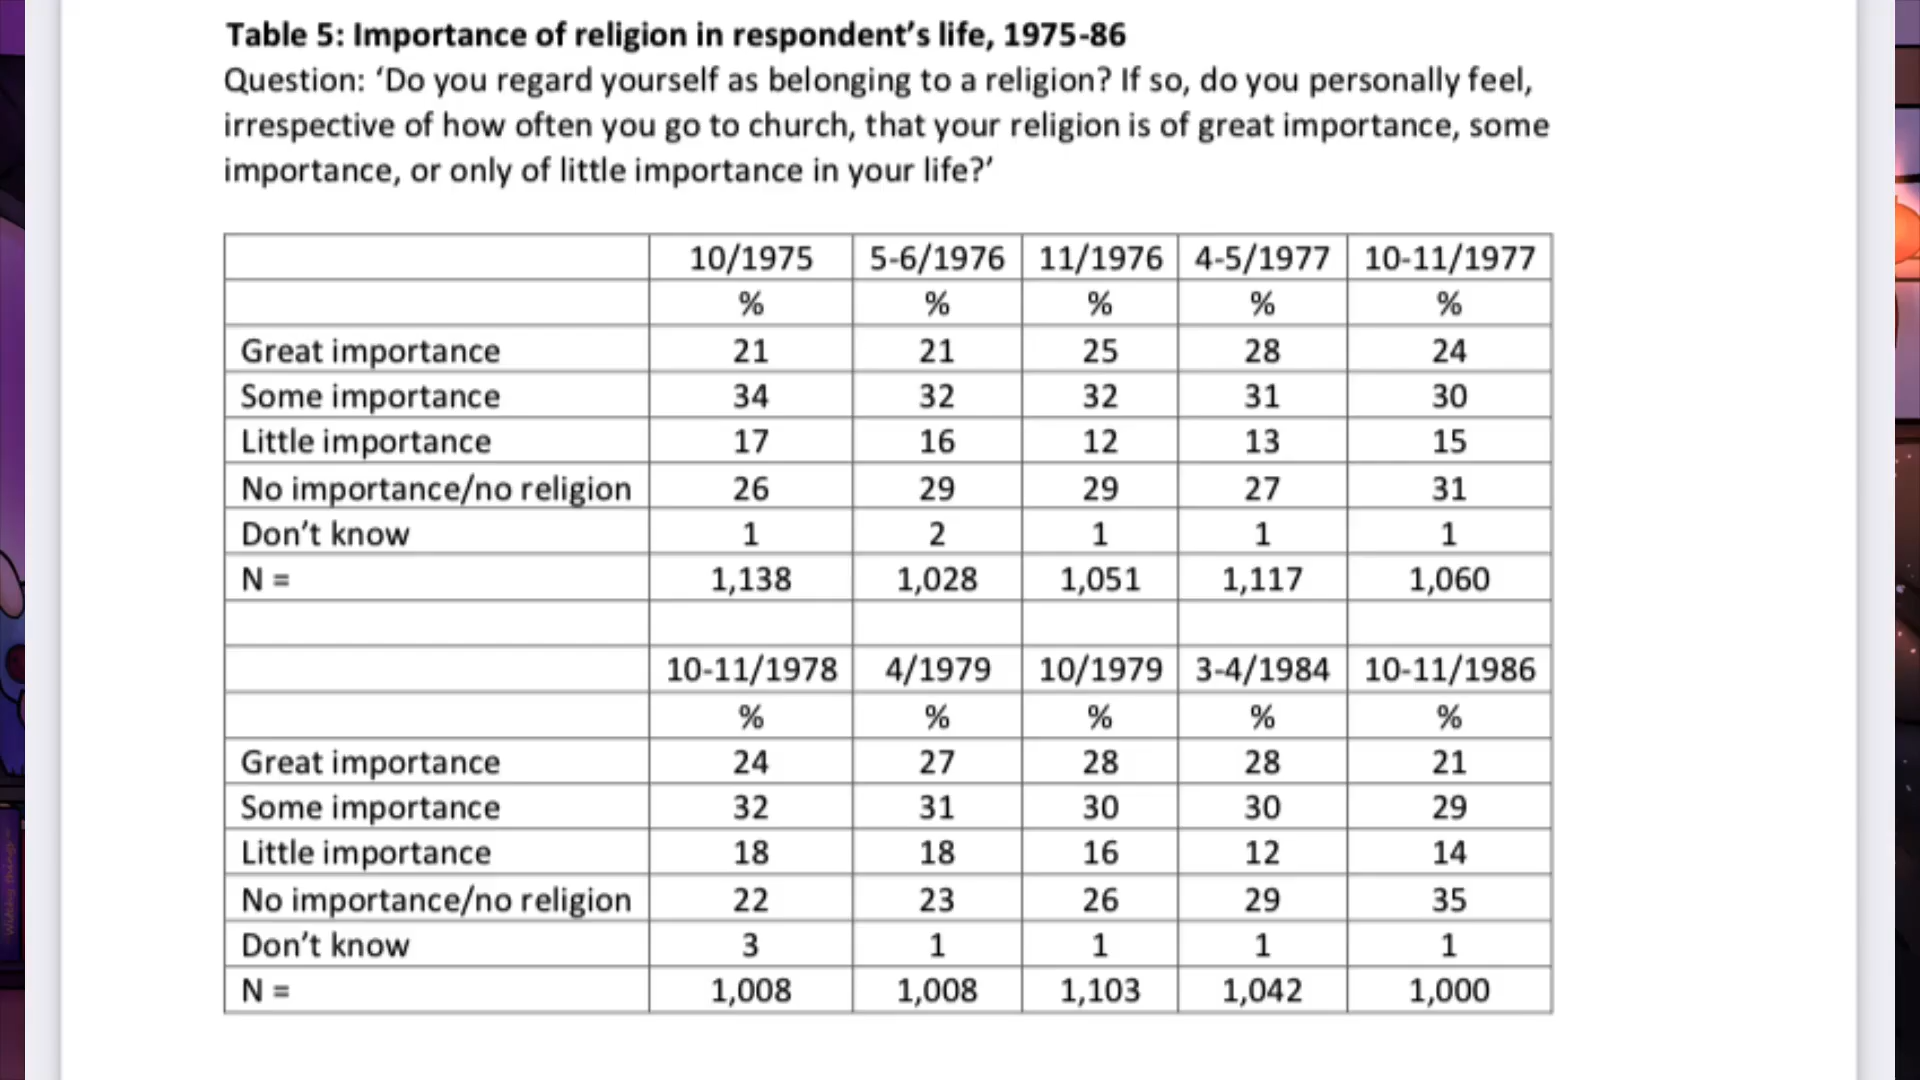 Table 5: Importance of religion in respondent's life, 1975-86
Question: ‘Do you regard yourself as belonging to a religion? If so, do you personally feel,
irrespective of how often you go to church, that your religion is of great importance, some
importance, or only of little importance in your life?’
10/1975 5-6/1976 11/1976 4-5/1977 10-11/1977
% % % % %
Great importance 21 21 25 28 24
Some importance 34 32 32 31 30
Little importance 17 16 12 13 15
No importance/no religion 26 29 29 27 31
Don’t know 1 2 1 1 1
N = 1,138 1,028 1,051 1,117 1,060
10-11/1978 4/1979 10/1979 3-4/1984 10-11/1986
% % % % %
Great importance 24 27 28 28 21
Some importance 32 31 30 30 29
Little importance 18 18 16 12 14
No importance/no religion 22 23 26 29 35
Don’t know 3 1 1 1 1
N = 1,008 1,008 1,103 1,042 1,000